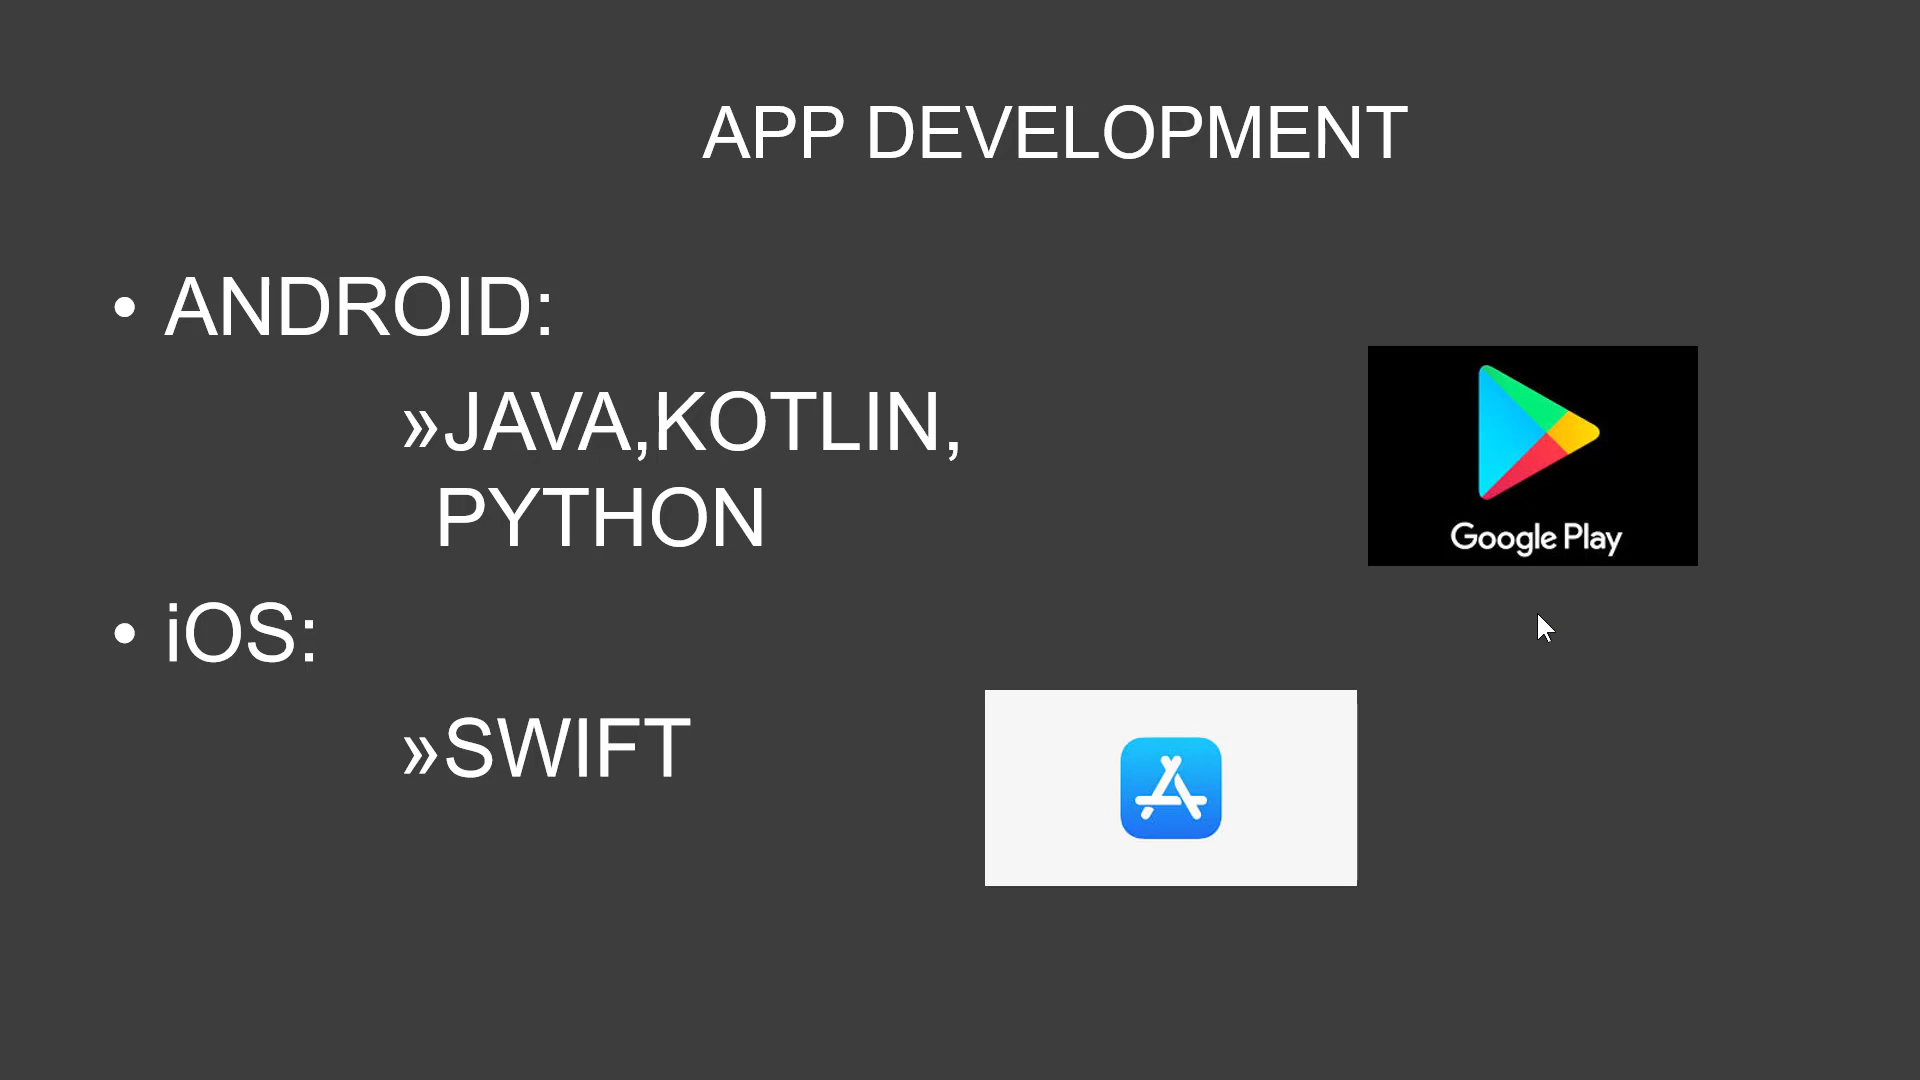 APP DEVELOPMENT
• ANDROID:
»JAVA,KOTLIN,
PYTHON
Google Play
• iOS:
»SWIFT